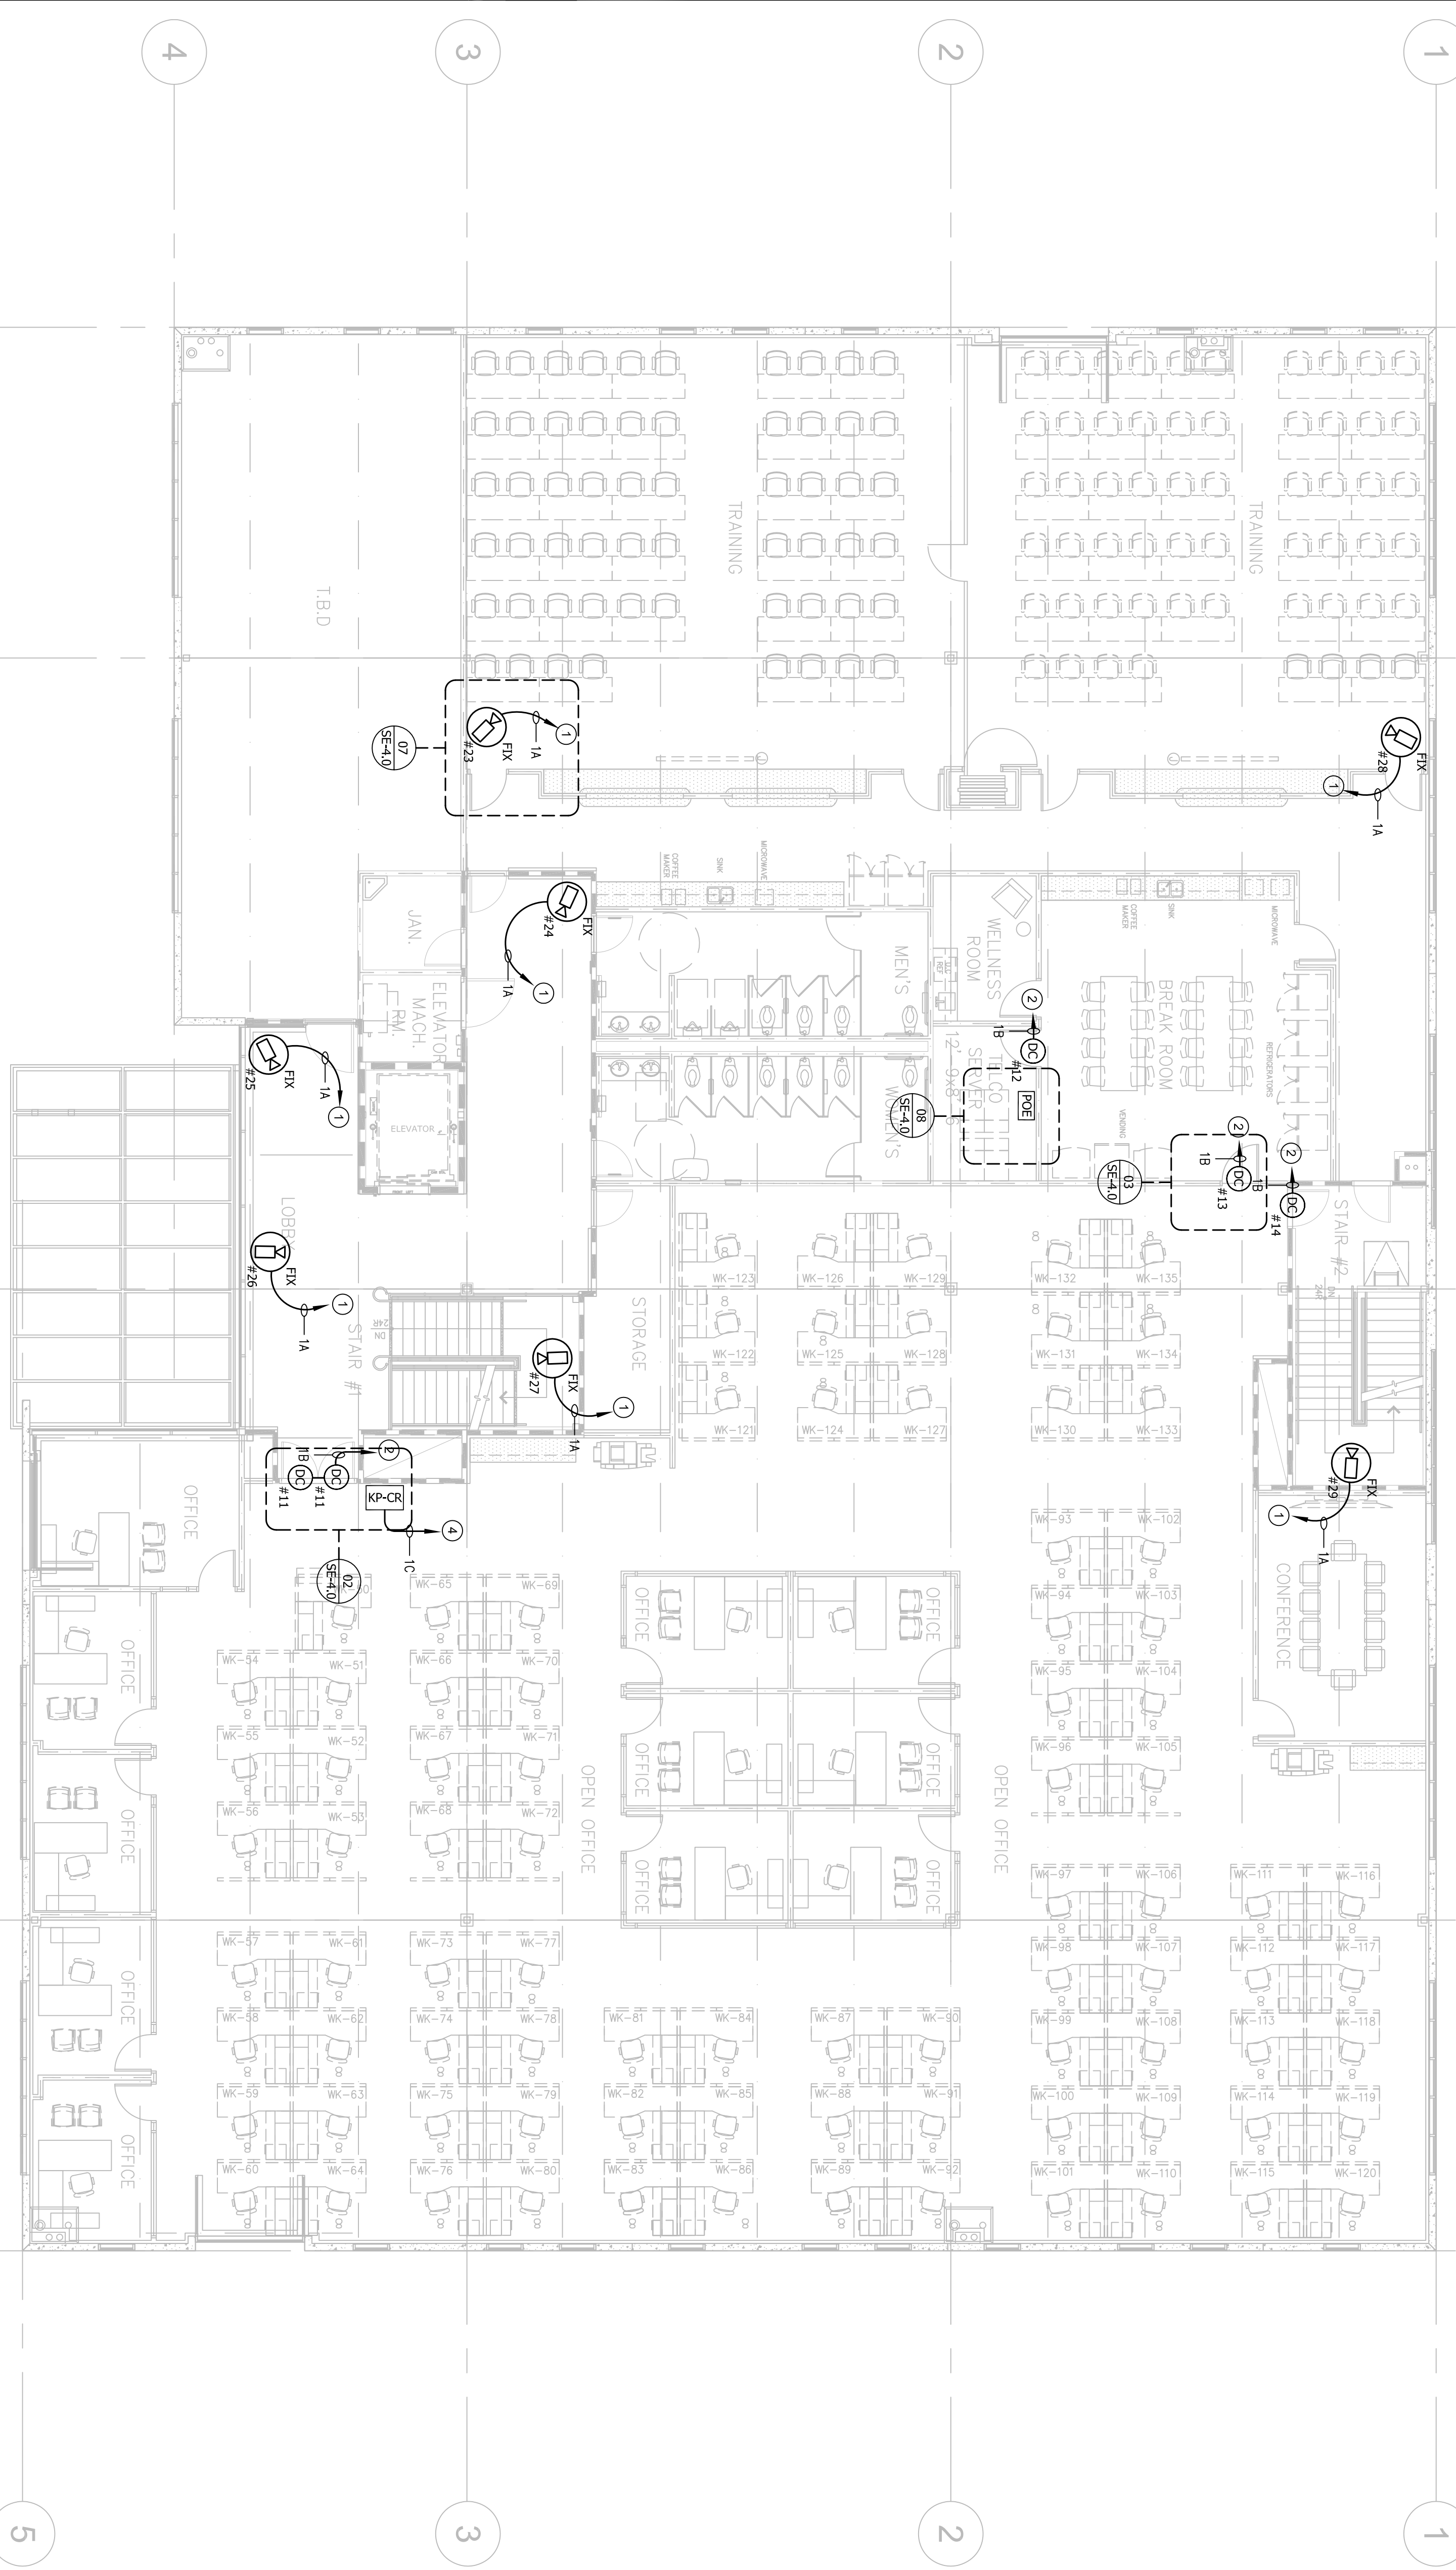 4
3
2
1
TRAINING
TRAINING
T.B.D
07
SE-4.0
#23
FIX
1A
1
J
J
#28
FIX
1
1A
COFFEE
MAKER
SINK
MICROWAVE
COFFEE
MAKER
SINK
MICROWAVE
JAN.
#24
FIX
1A
1
MEN'S
WELLNESS
ROOM
REF
BREAK ROOM
REFRIGERATORS
VENDING
ELEVATOR
MACH.
RM.
ELEVATOR
#25
FIX
1A
1
WOMEN'S
TELCO
SERVER
2
1B
DC
#12
POE
08
SE-4.0
03
SE-4.0
2
1B
DC
#13
2
1B
DC
#14
STAIR #2
DN
24R
LOBBY
#26
FIX
1A
1
STAIR
DN
24R
#27
FIX
1A
1
STORAGE
WK-123
WK-126
WK-129
WK-132
WK-135
WK-122
WK-125
WK-128
WK-131
WK-134
WK-121
WK-124
WK-127
WK-130
WK-133
#29
FIX
1
1A
OFFICE
1B
2
DC
DC
#11
#11
KP-CR
4
1C
02
SE-4.0
CONFERENCE
WK-93
WK-102
WK-94
WK-103
WK-95
WK-104
WK-96
WK-105
WK-65
WK-69
WK-54
WK-51
WK-66
WK-70
WK-55
WK-52
WK-67
WK-71
WK-56
WK-53
WK-68
WK-72
OFFICE
OFFICE
OFFICE
OFFICE
OFFICE
OFFICE
OFFICE
OFFICE
OPEN OFFICE
OPEN OFFICE
WK-97
WK-106
WK-111
WK-116
WK-57
WK-61
WK-73
WK-77
WK-98
WK-107
WK-112
WK-117
OFFICE
WK-58
WK-62
WK-74
WK-78
WK-81
WK-84
WK-87
WK-90
WK-99
WK-108
WK-113
WK-118
WK-59
WK-63
WK-75
WK-79
WK-82
WK-85
WK-88
WK-91
WK-100
WK-109
WK-114
WK-119
OFFICE
WK-60
WK-64
WK-76
WK-80
WK-83
WK-86
WK-89
WK-92
WK-101
WK-110
WK-115
WK-120
5
3
2
1